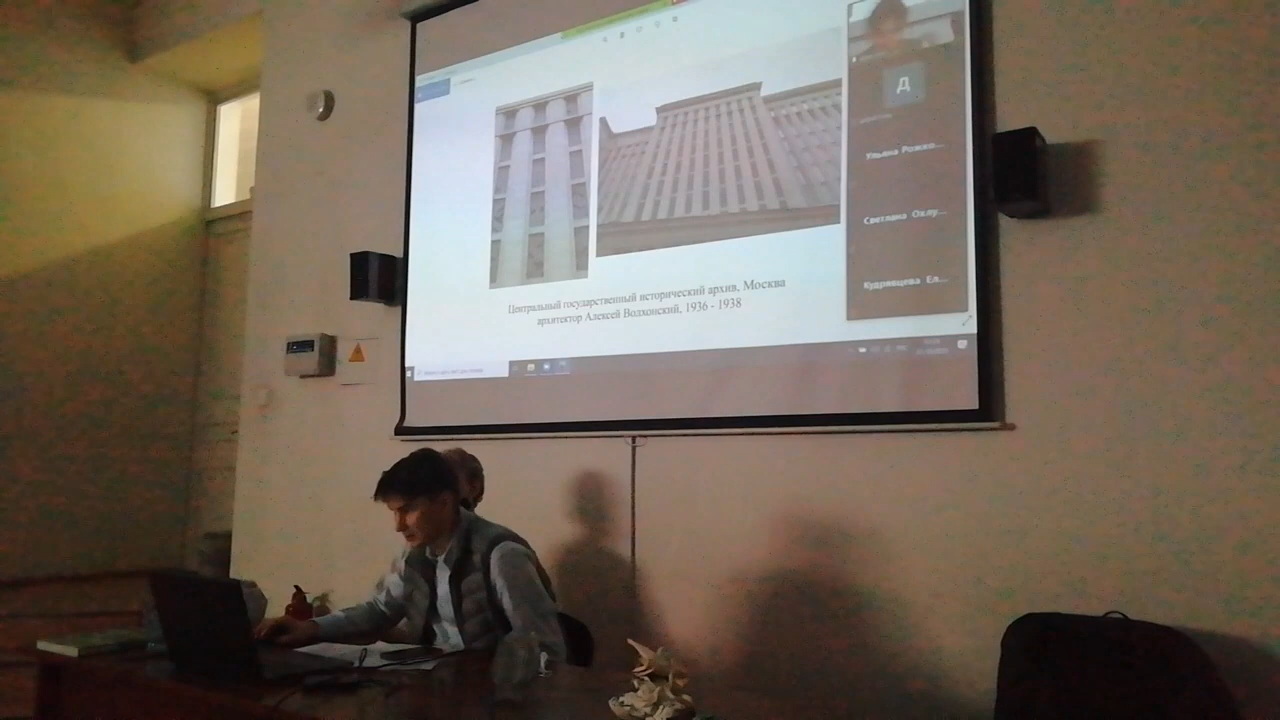 Центральный государственный исторический архив. Москва
архитектор Алексей Волхонский, 1936 - 1938
Д
Ульяна Рожко...
Светлана Охлу...
Кудрявцева Ел...